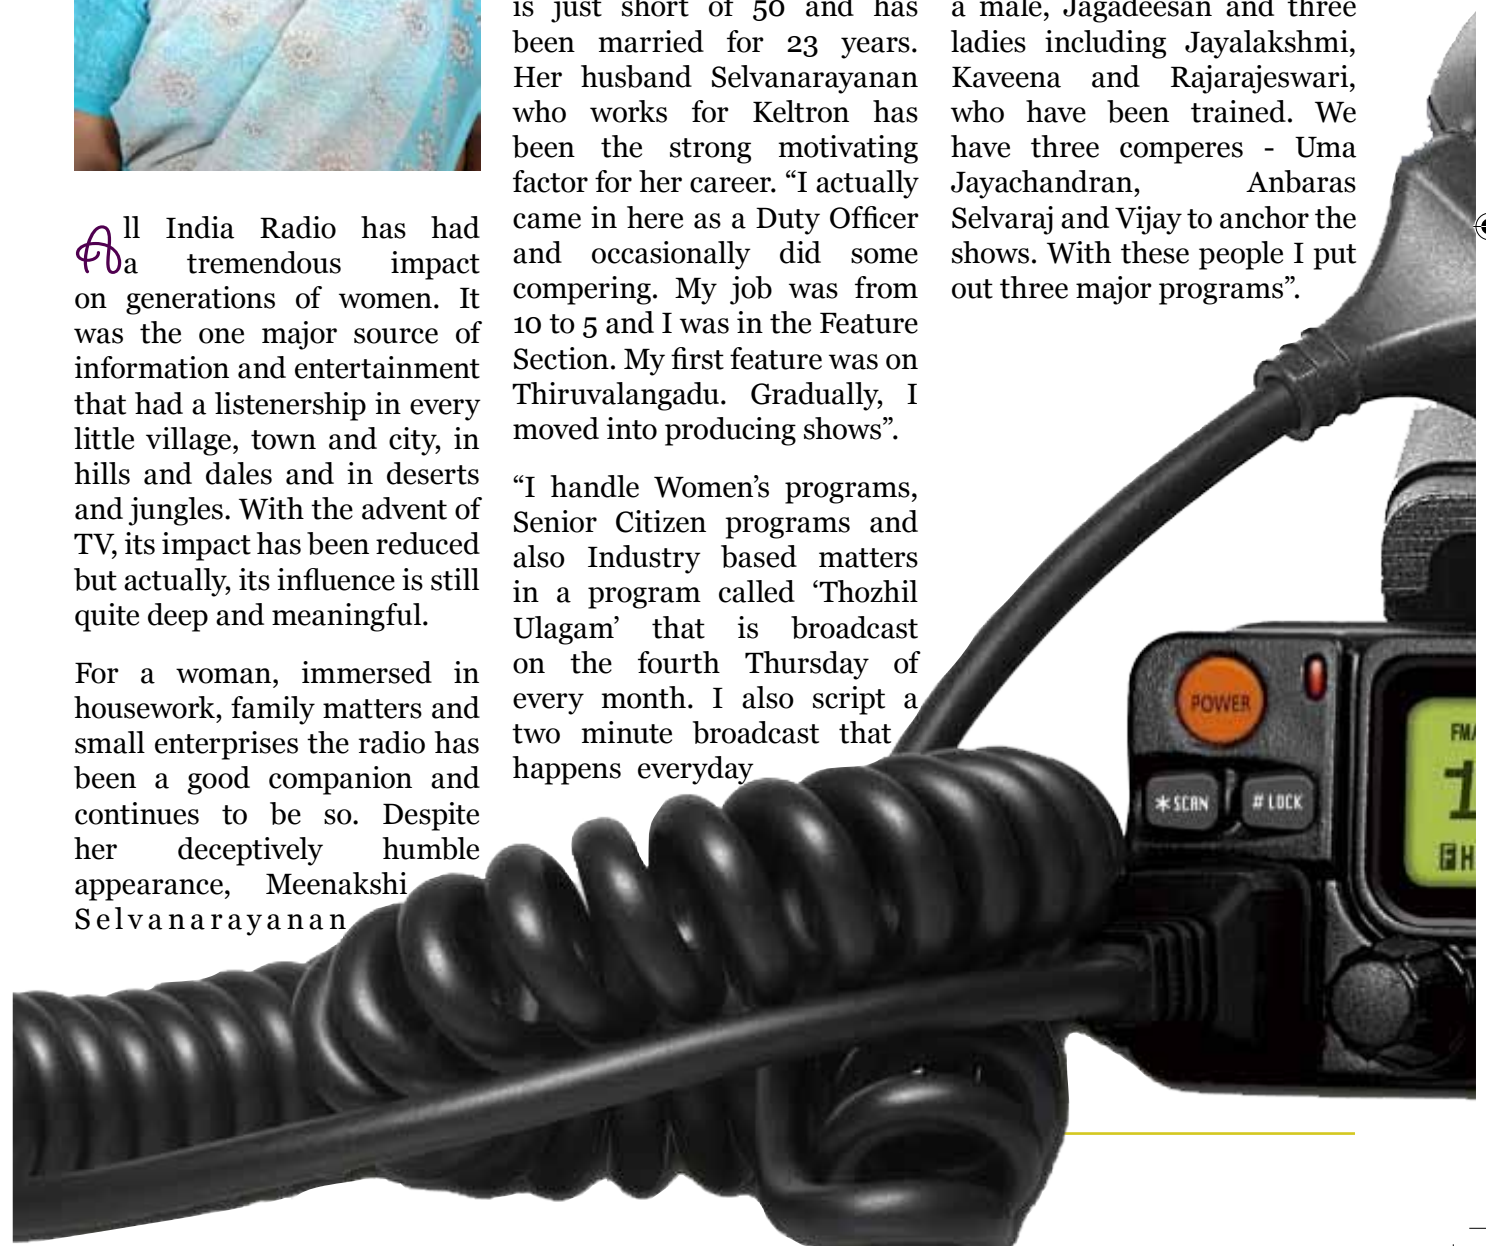 All India Radio has had
a tremendous impact
on generations of women. It
was the one major source of
information and entertainment
that had a listenership in every
little village, town and city, in
hills and dales and in deserts
and jungles. With the advent of
TV, its impact has been reduced
but actually, its influence is still
quite deep and meaningful.
For a woman, immersed in
housework, family matters and
small enterprises the radio has
been a good companion and
continues to be so. Despite
her deceptively humble
appearance, Meenakshi
Selvanarayanan
is just short of 50 and has
been married for 23 years.
Her husband Selvanarayanan
who works for Keltron has
been the strong motivating
factor for her career. “I actually
came in here as a Duty Officer
and occasionally did some
compering. My job was from
10 to 5 and I was in the Feature
Section. My first feature was on
Thiruvalangadu. Gradually, I
moved into producing shows”.
“I handle Women’s programs,
Senior Citizen programs and
also Industry based matters
in a program called ‘Thozhil
Ulagam’ that is broadcast
on the fourth Thursday of
every month. I also script a
two minute broadcast that
happens everyday
a male, Jagadeesan and three
ladies including Jayalakshmi,
Kaveena and Rajarajeswari,
who have been trained. We
have three comperes - Uma
Jayachandran, Anbaras
Selvaraj and Vijay to anchor the
shows. With these people I put
out three major programs”.
POWER
*SCAN
#LOCK
FM
1
F H